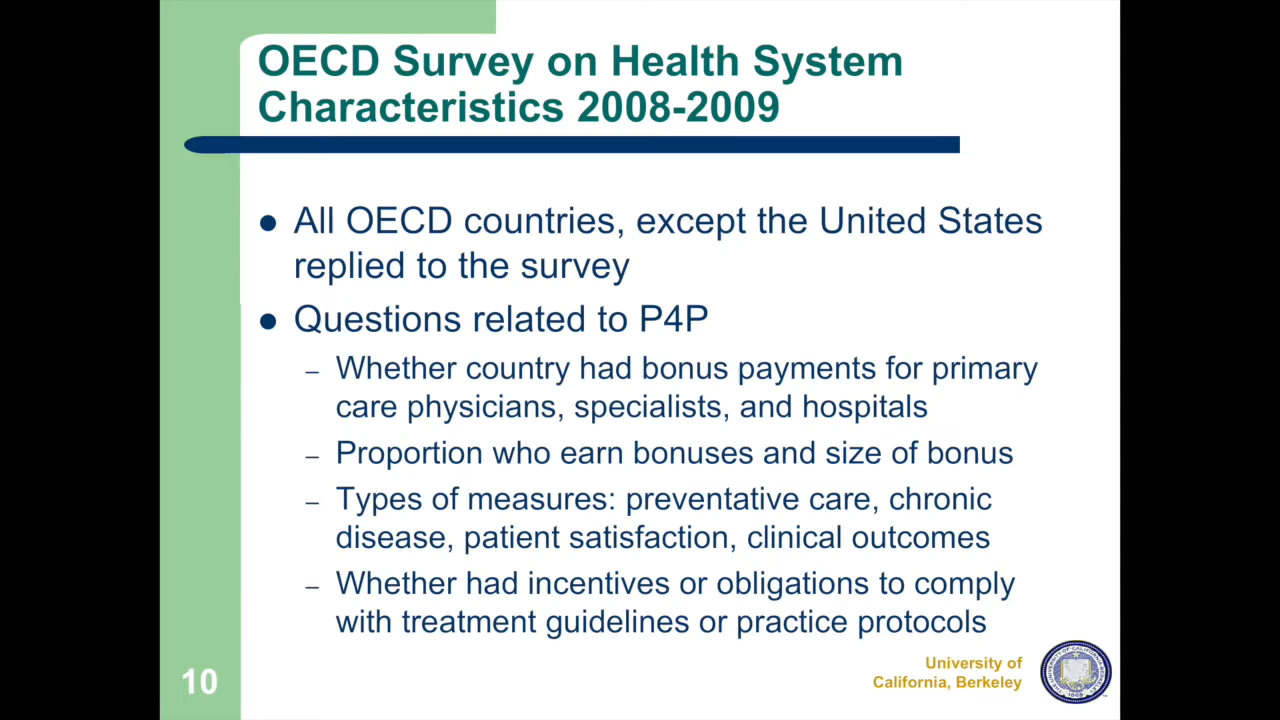 OECD Survey on Health System
Characteristics 2008-2009
● All OECD countries, except the United States
replied to the survey
● Questions related to P4P
– Whether country had bonus payments for primary
care physicians, specialists, and hospitals
– Proportion who earn bonuses and size of bonus
– Types of measures: preventative care, chronic
disease, patient satisfaction, clinical outcomes
– Whether had incentives or obligations to comply
with treatment guidelines or practice protocols
University of
California, Berkeley
10